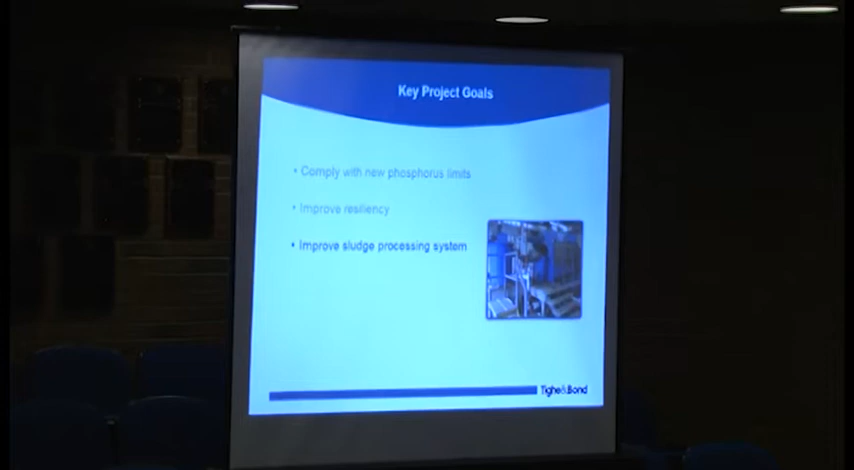 Key Project Goals
• Comply with new phosphorus limits
• Improve resiliency
• Improve sludge processing system
Tighe&Bond